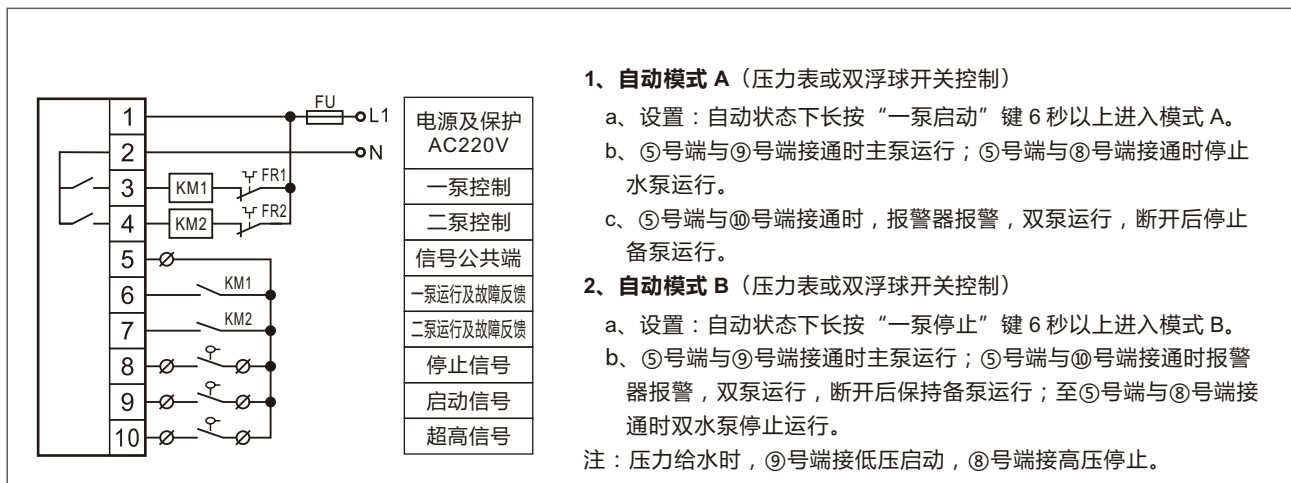 1
FU
L1
电源及保护
AC220V
2
N
3
KM1
FR1
一泵控制
4
KM2
FR2
二泵控制
5
信号公共端
6
KM1
一泵运行及故障反馈
7
KM2
二泵运行及故障反馈
8
停止信号
9
启动信号
10
超高信号
1、自动模式 A（压力表或双浮球开关控制）
a、设置：自动状态下长按“一泵启动”键 6 秒以上进入模式 A。
b、⑤号端与⑨号端接通时主泵运行；⑤号端与⑧号端接通时停止
水泵运行。
c、⑤号端与⑩号端接通时，报警器报警，双泵运行，断开后停止
备泵运行。
2、自动模式 B（压力表或双浮球开关控制）
a、设置：自动状态下长按“一泵停止”键 6 秒以上进入模式 B。
b、⑤号端与⑨号端接通时主泵运行；⑤号端与⑩号端接通时报警
器报警，双泵运行，断开后保持备泵运行；至⑤号端与⑧号端接
通时双水泵停止运行。
注：压力给水时，⑨号端接低压启动，⑧号端接高压停止。